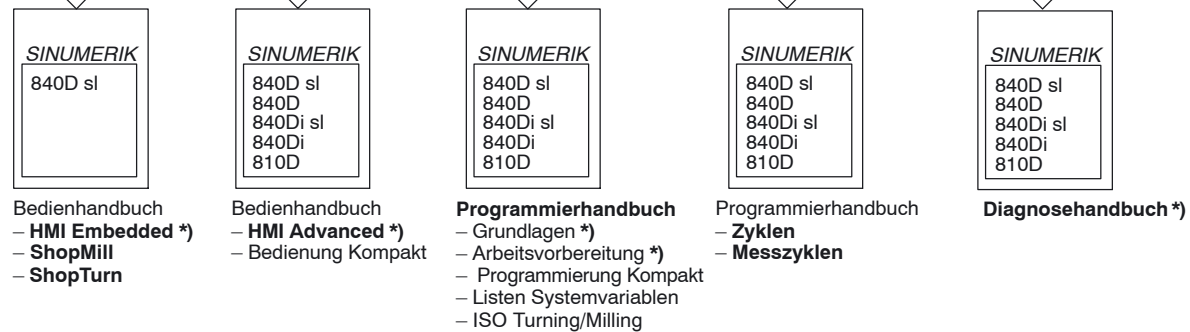 SINUMERIK
840D sl
Bedienhandbuch
– HMI Embedded *)
– ShopMill
– ShopTurn
SINUMERIK
840D sl
840D
840Di sl
840Di
810D
Bedienhandbuch
– HMI Advanced *)
– Bedienung Kompakt
SINUMERIK
840D sl
840D
840Di sl
840Di
810D
Programmierhandbuch
– Grundlagen *)
– Arbeitsvorbereitung *)
– Programmierung Kompakt
– Listen Systemvariablen
– ISO Turning/Milling
SINUMERIK
840D sl
840D
840Di sl
840Di
810D
Programmierhandbuch
– Zyklen
– Messzyklen
SINUMERIK
840D sl
840D
840Di sl
840Di
810D
Diagnosehandbuch *)